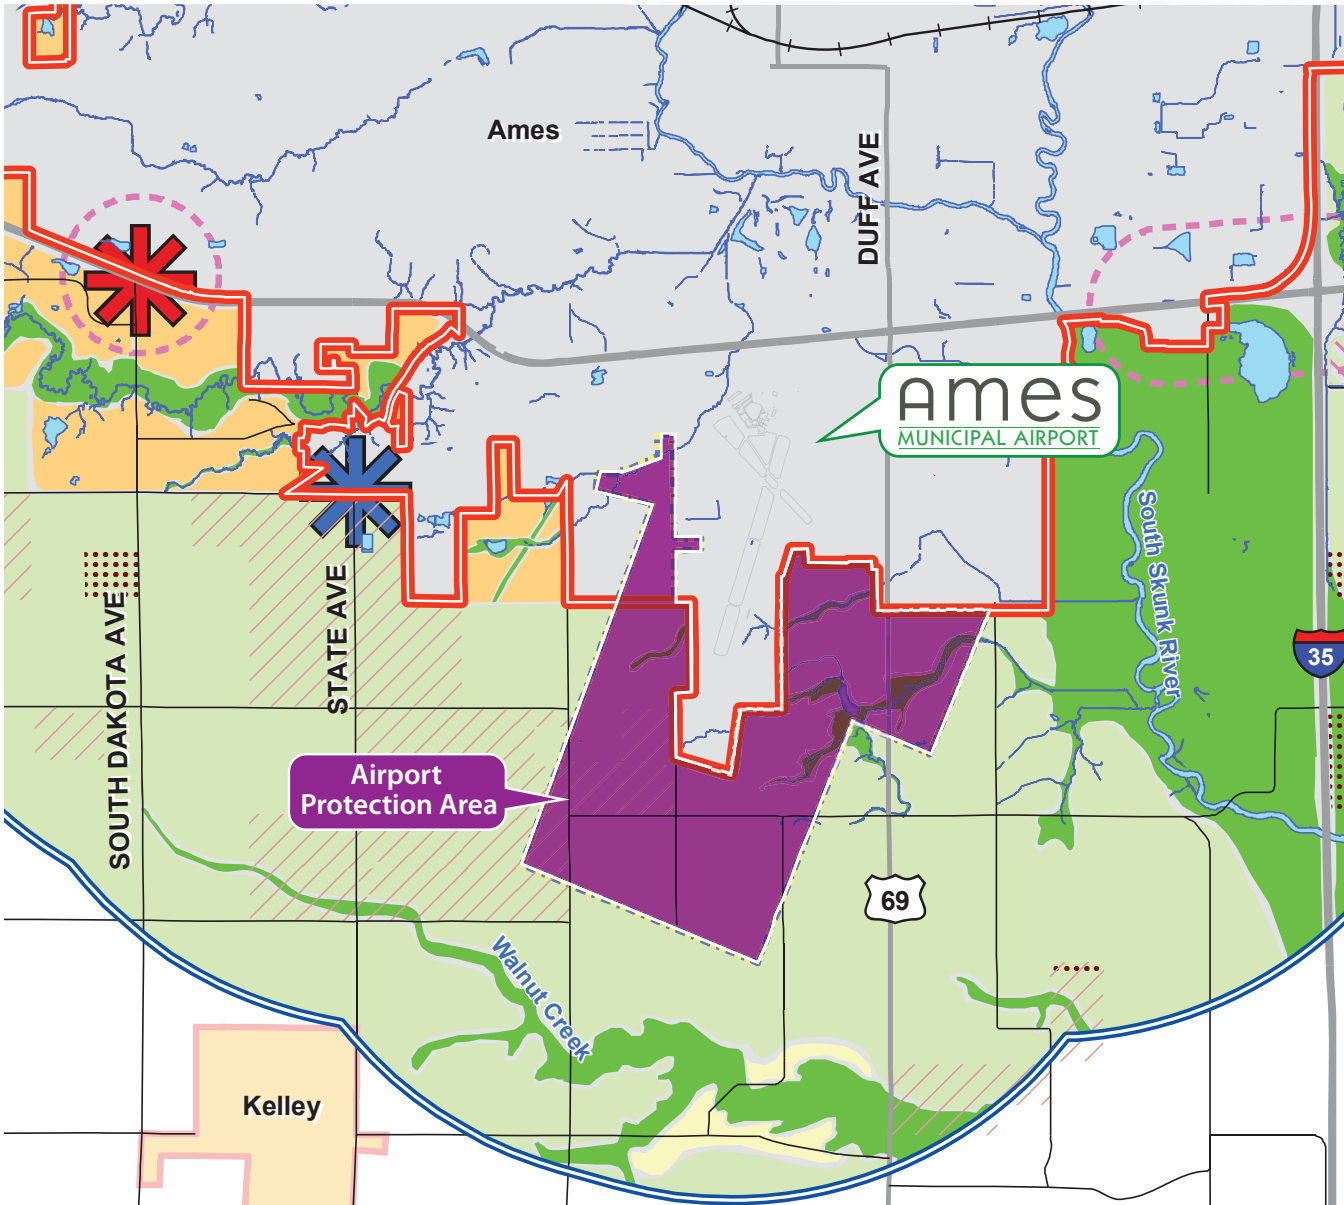 Ames
DUFF AVE
Ames
MUNICIPAL AIRPORT
South Skunk River
STATE AVE
SOUTH DAKOTA AVE
35
Airport
Protection Area
69
Walnut Creek
Kelley